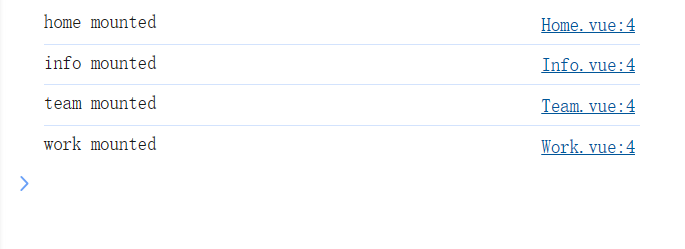 home mounted Home.vue:4
info mounted Info.vue:4
team mounted Team.vue:4
work mounted Work.vue:4